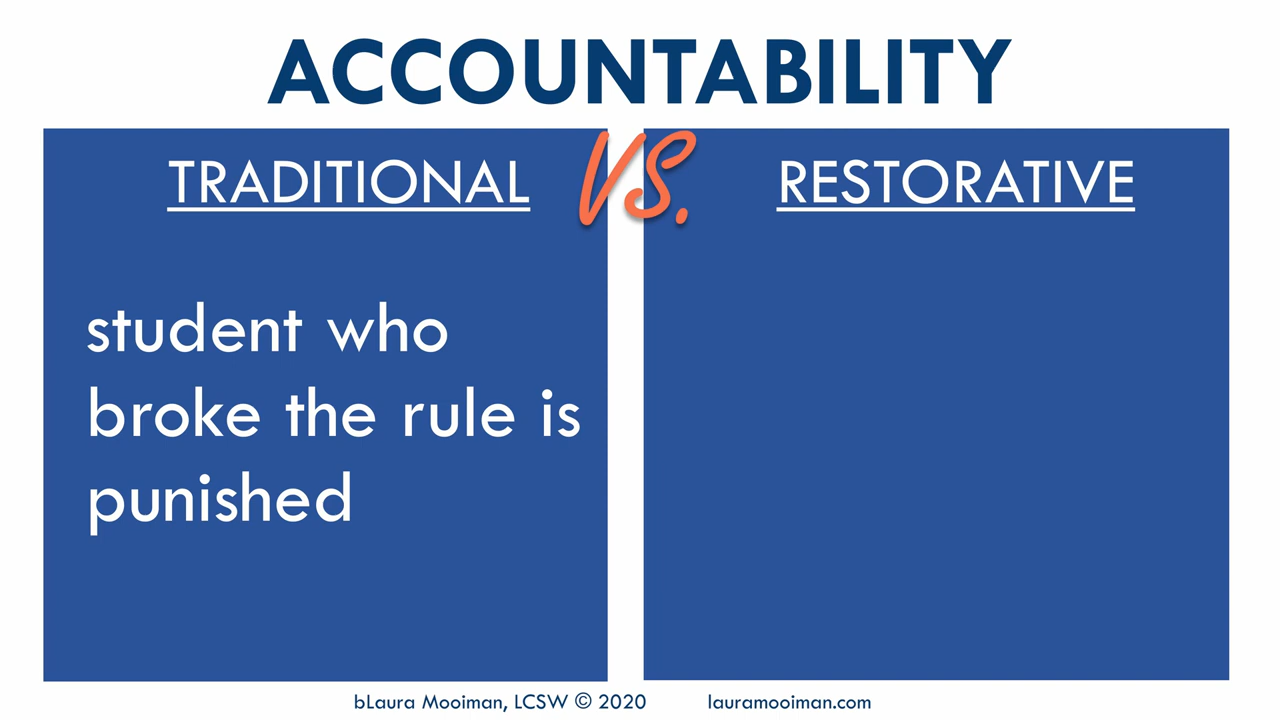 ACCOUNTABILITY
TRADITIONAL
VS.
RESTORATIVE
student who
broke the rule is
punished
bLaura Mooiman, LCSW © 2020
lauramooiman.com